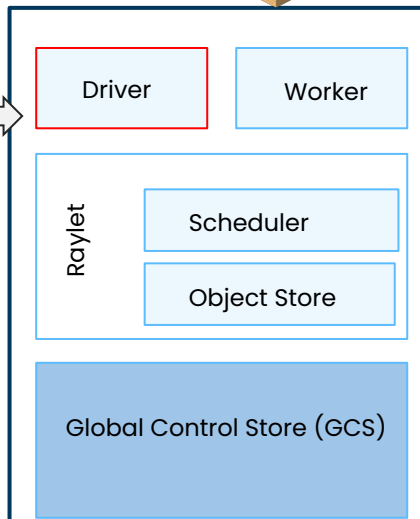 Driver
Worker
Raylet
Scheduler
Object Store
Global Control Store (GCS)